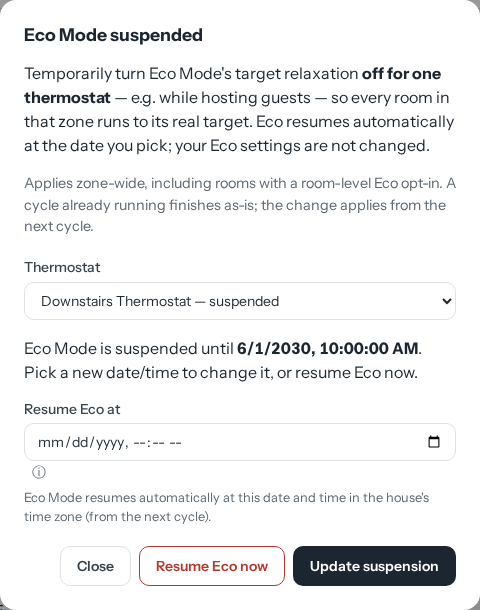 Eco Mode suspended
Temporarily turn Eco Mode's target relaxation off for one
thermostat — e.g. while hosting guests — so every room in
that zone runs to its real target. Eco resumes automatically
at the date you pick; your Eco settings are not changed.
Applies zone-wide, including rooms with a room-level Eco opt-in. A
cycle already running finishes as-is; the change applies from the
next cycle.
Thermostat
Downstairs Thermostat — suspended
Eco Mode is suspended until 6/1/2030, 10:00:00 AM.
Pick a new date/time to change it, or resume Eco now.
Resume Eco at
mm/dd/yyyy, --:-- --
ⓘ
Eco Mode resumes automatically at this date and time in the house's
time zone (from the next cycle).
Close
Resume Eco now
Update suspension